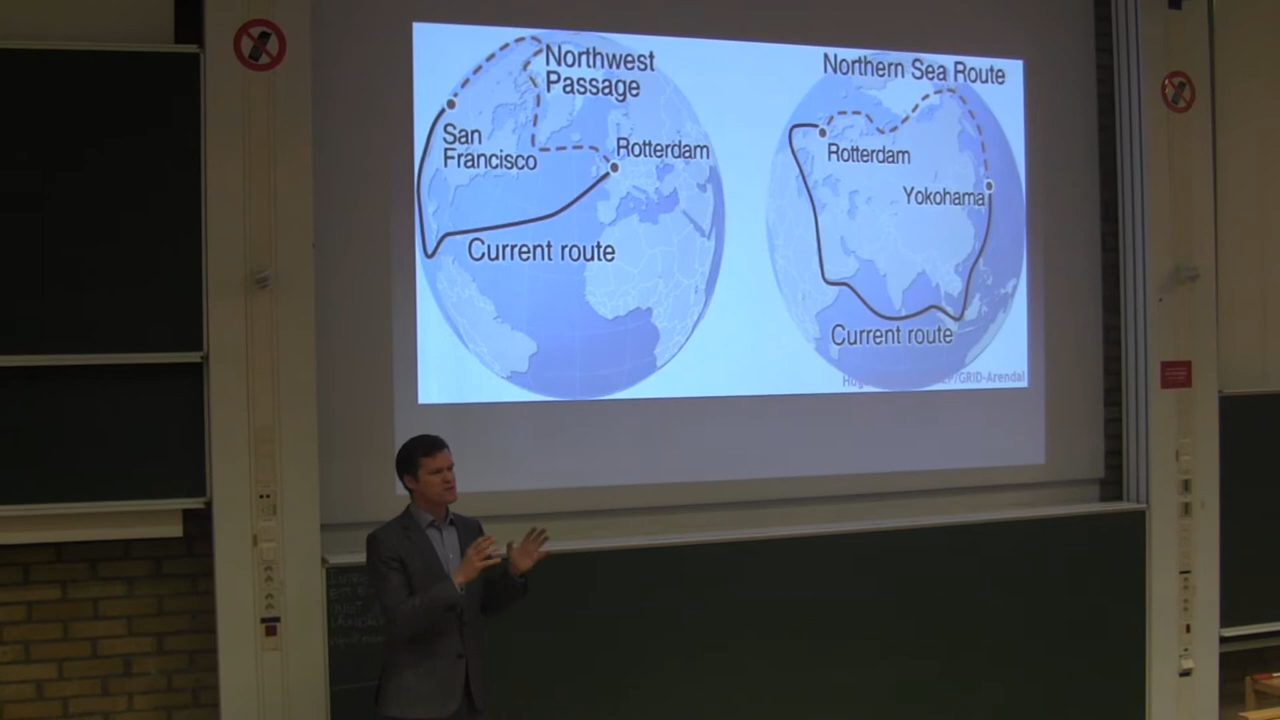 Northwest
Passage
San
Francisco
Rotterdam
Current route
Northern Sea Route
Rotterdam
Yokohama
Current route
/GRID-Arendal